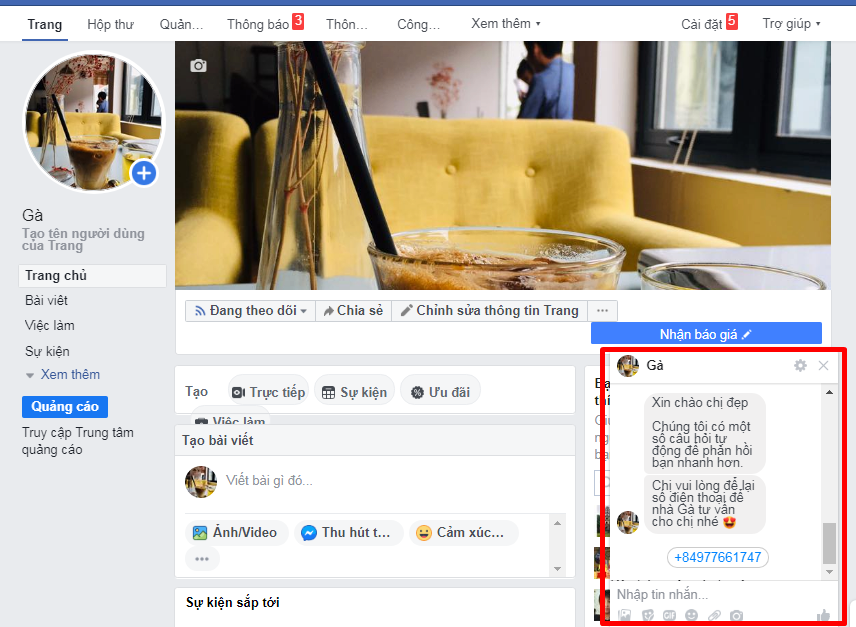 Trang Hộp thư Quản... Thông báo 3 Thôn... Công... Xem thêm Cài đặt 5 Trợ giúp
Gà
Tạo tên người dùng
của Trang
Trang chủ
Bài viết
Việc làm
Sự kiện
Xem thêm
Quảng cáo
Truy cập Trung tâm
quảng cáo
Đang theo dõi Chia sẻ Chỉnh sửa thông tin Trang ...
Nhận báo giá
Tạo Trực tiếp Sự kiện Ưu đãi
Việc làm
Tạo bài viết
Viết bài gì đó...
Ảnh/Video Thu hút t... Cảm xúc...
...
Sự kiện sắp tới
Gà
Xin chào chị đẹp
Chúng tôi có một
số câu hỏi tự
động để phản hồi
bạn nhanh hơn.
Chị vui lòng để lại
số điện thoại để
nhà Gà tư vấn
cho chị nhé 😍
+84977661747
Nhập tin nhắn...
GIF